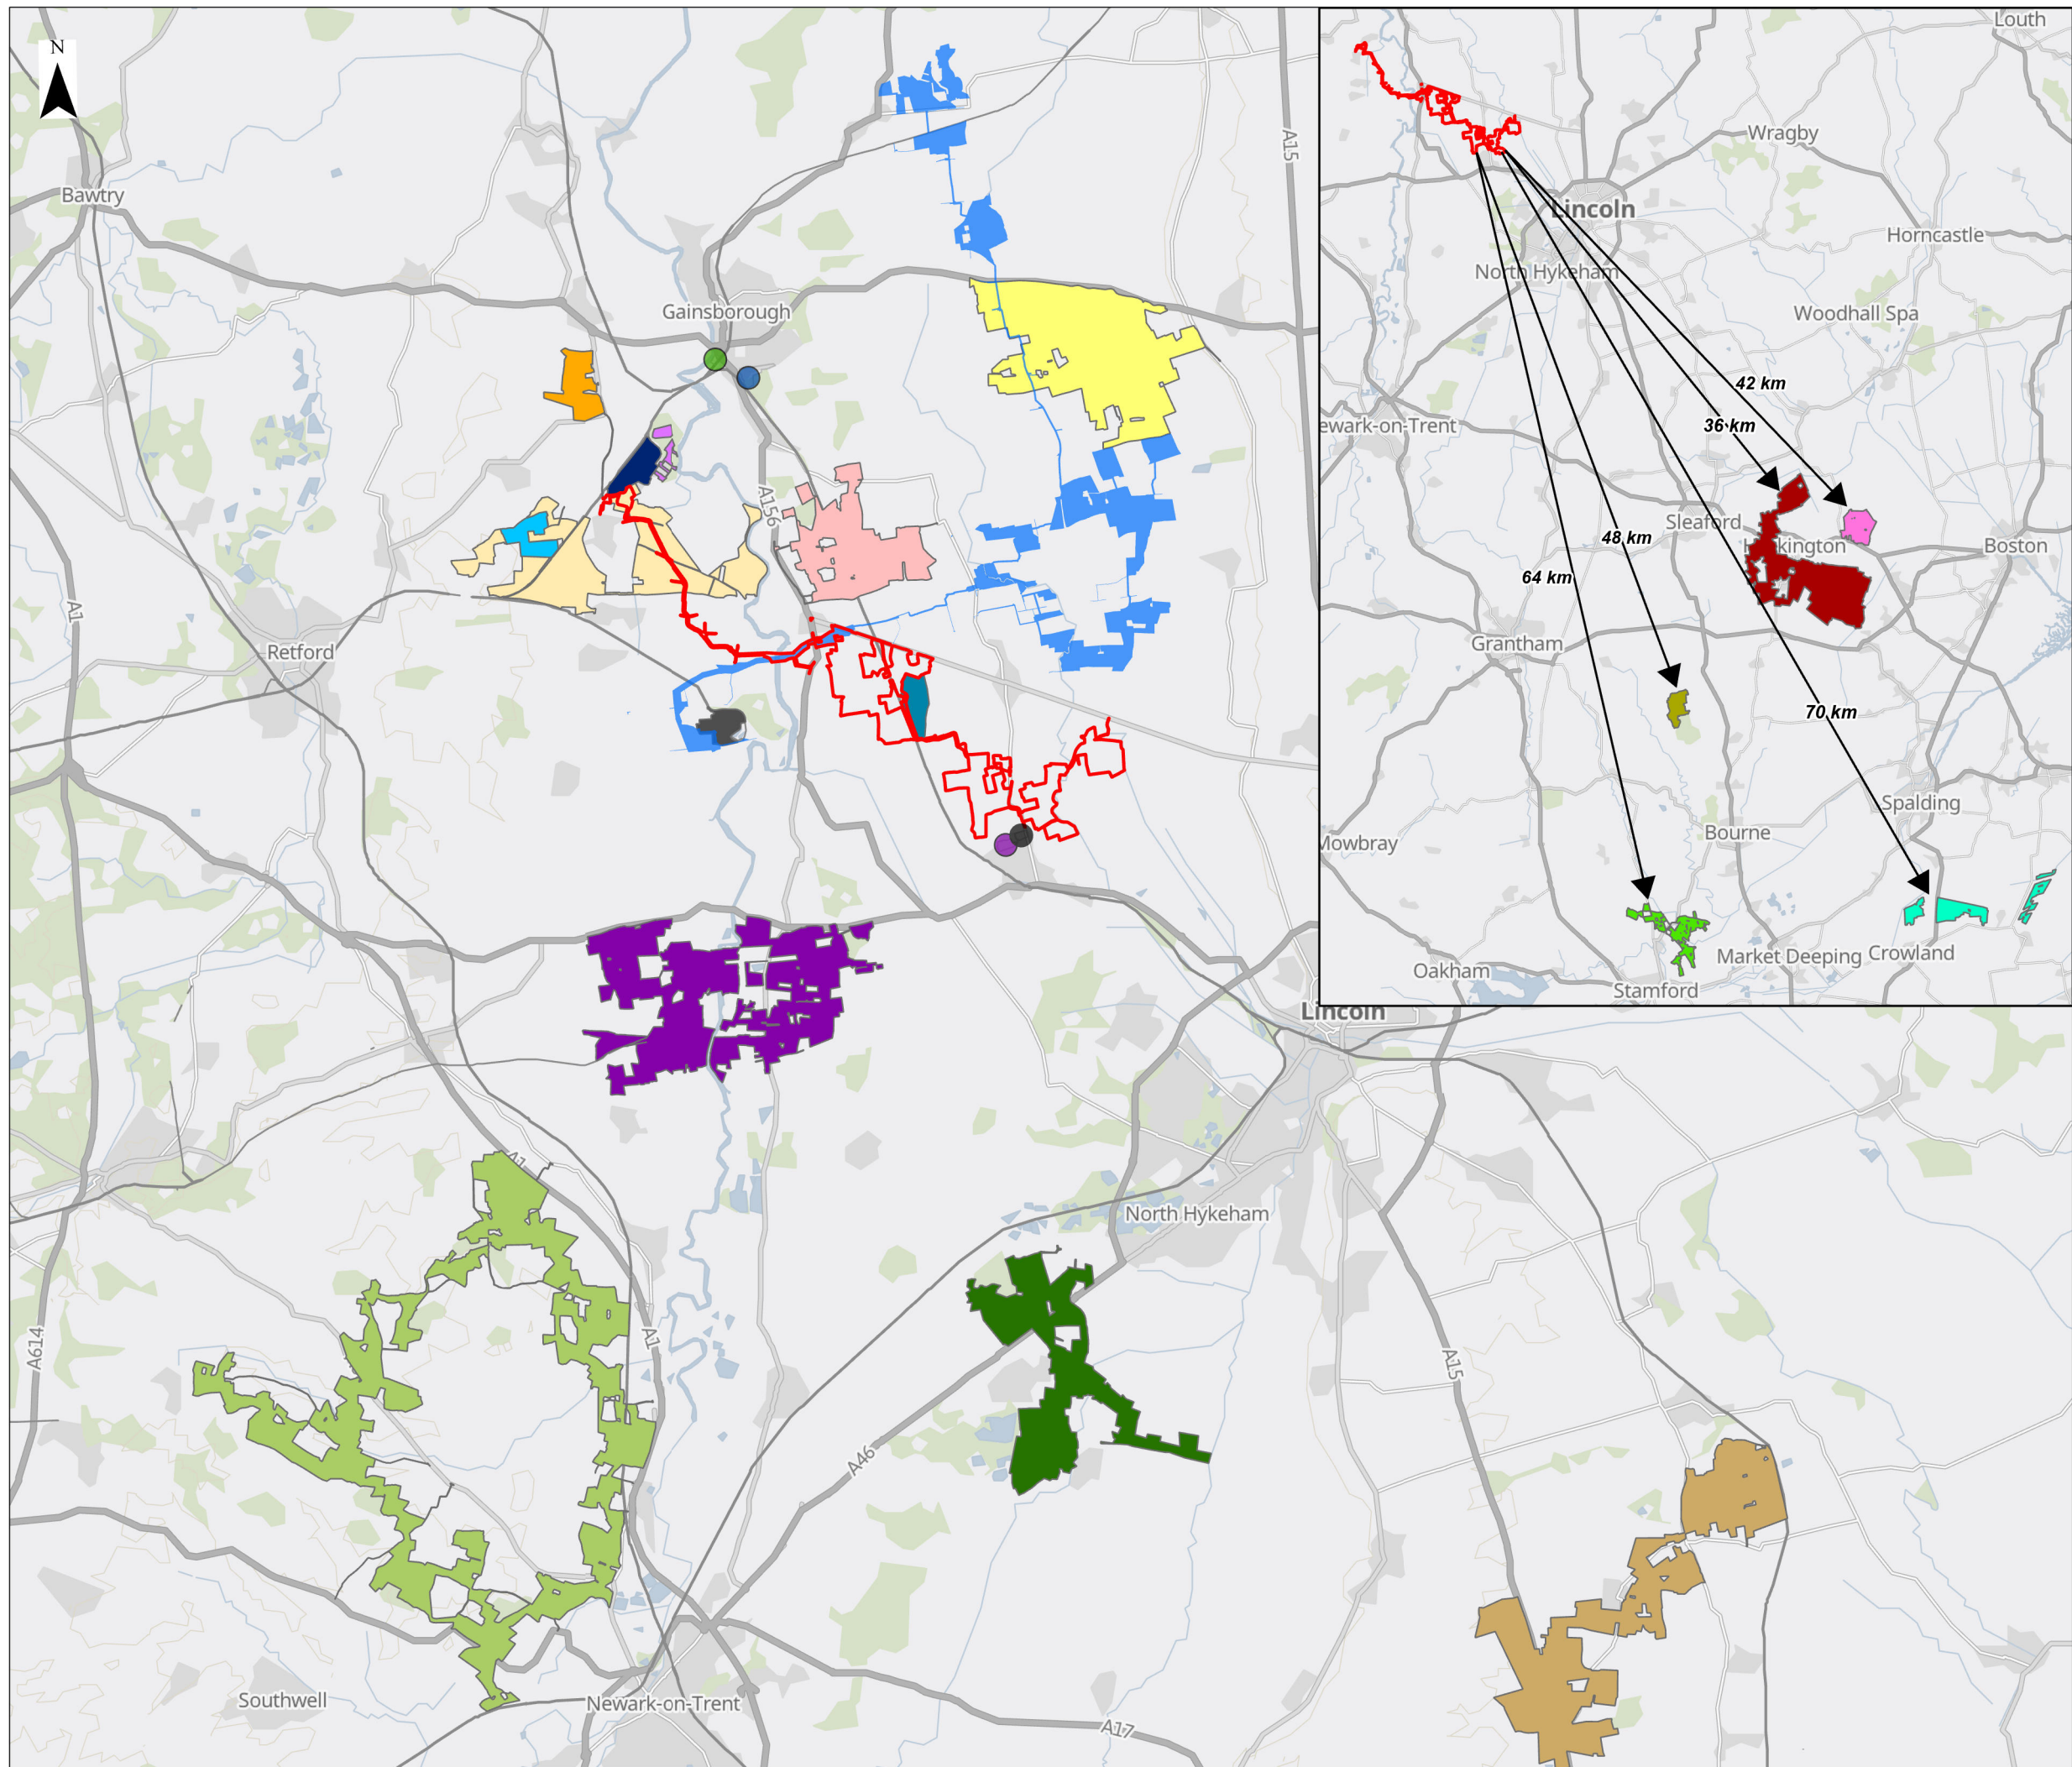 N
Bawtry
A15
Gainsborough
A156
A1
Retford
Lincoln
A1
North Hykeham
A614
A1
A15
A46
Southwell
Newark-on-Trent
A17
Louth
Wragby
Lincoln
Horncastle
North Hykeham
Woodhall Spa
42 km
36 km
ewark-on-Trent
Sleaford
48 km
kington
Boston
64 km
Grantham
70 km
Spalding
Bourne
Mowbray
Market Deeping
Crowland
Oakham
Stamford